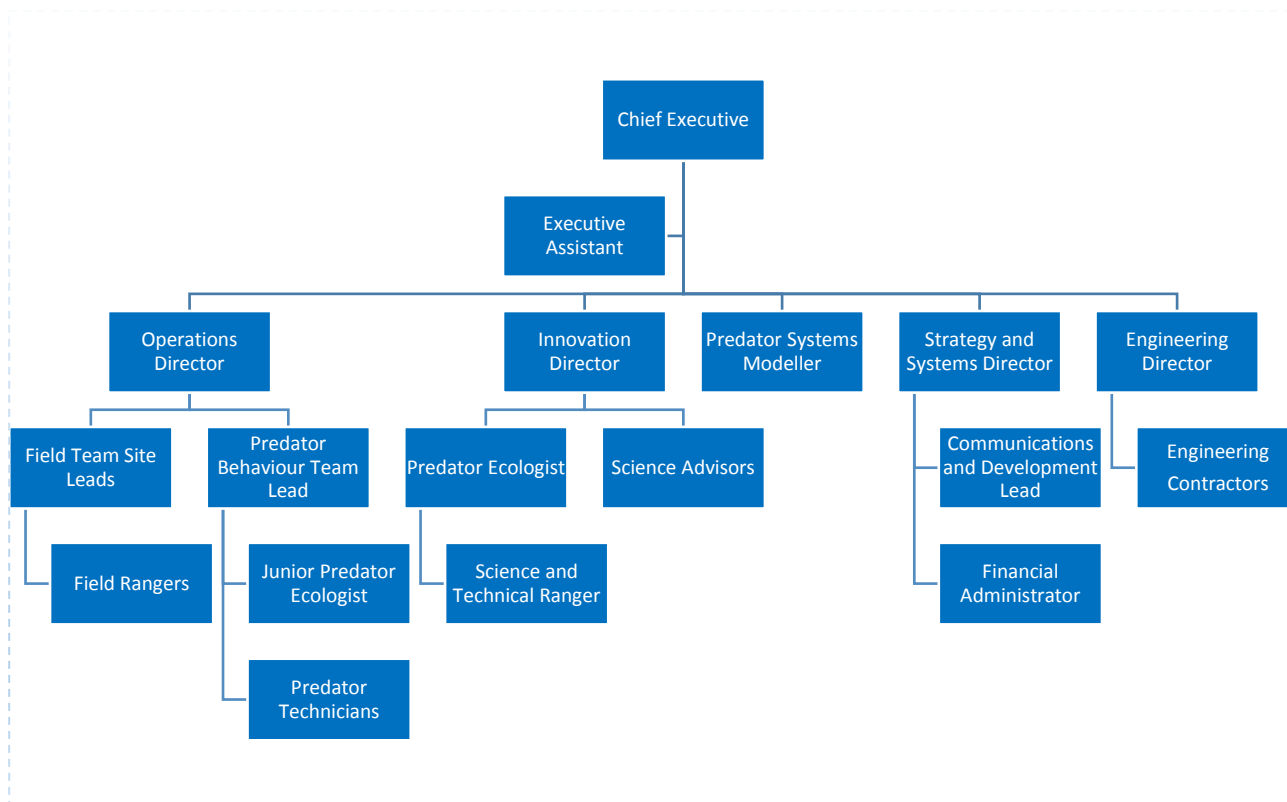 Chief Executive
Executive
Assistant
Operations
Director
Innovation
Director
Predator Systems
Modeller
Strategy and
Systems Director
Engineering
Director
Field Team Site
Leads
Predator
Behaviour Team
Lead
Predator Ecologist
Science Advisors
Communications
and Development
Lead
Engineering
Contractors
Field Rangers
Junior Predator
Ecologist
Science and
Technical Ranger
Financial
Administrator
Predator
Technicians